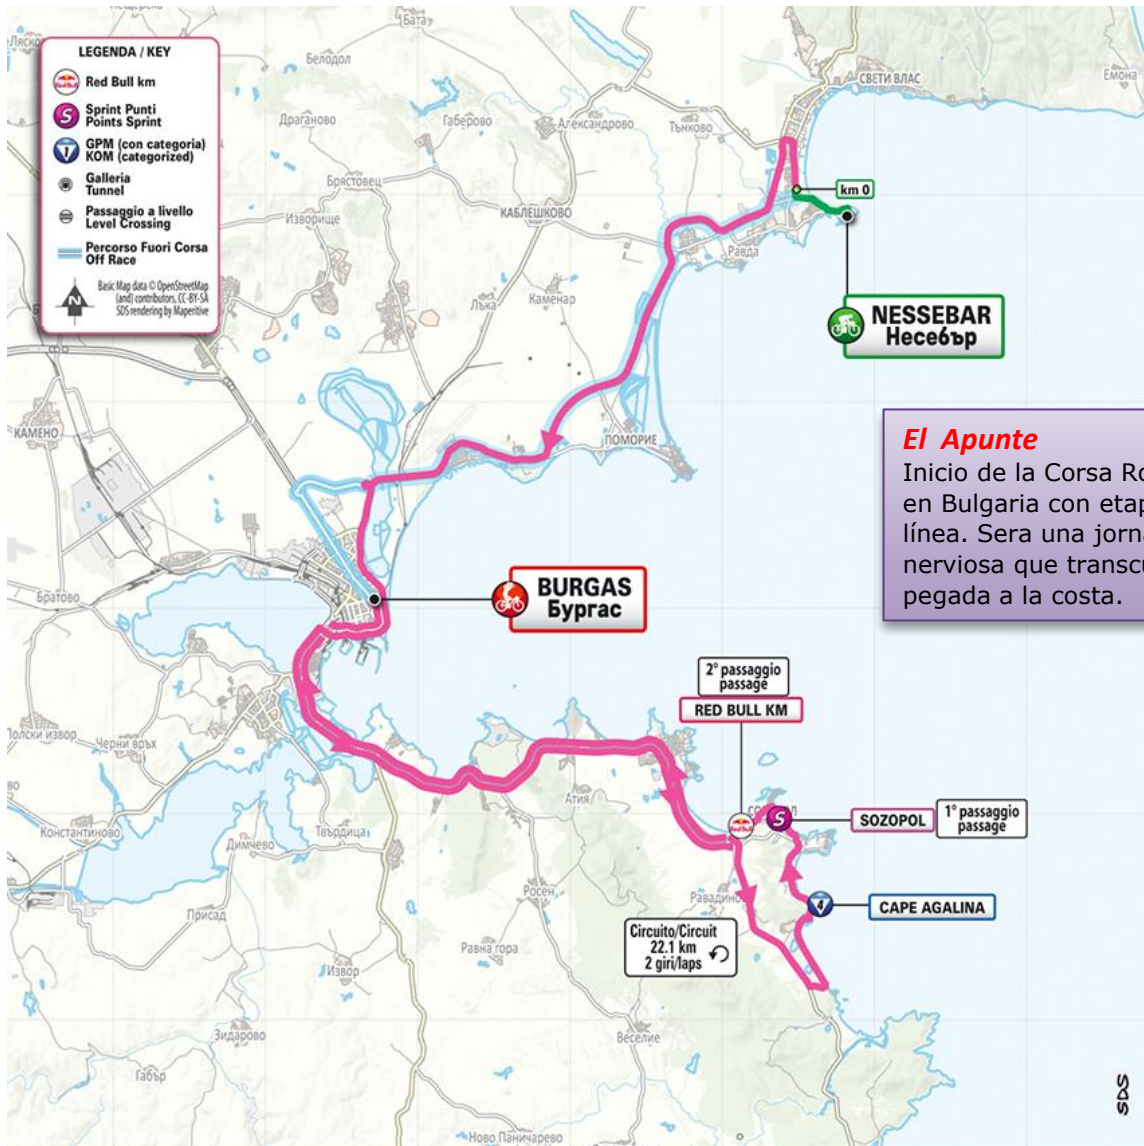 LEGENDA / KEY
Red Bull km
Sprint Punti
Points Sprint
GPM (con categoria)
KOM (categorized)
Galleria
Tunnel
Passaggio a livello
Level Crossing
Percorso Fuori Corsa
Off Race
Basic Map data © OpenStreetMap
(and) contributors, CC-BY-SA
SDS rendering by Maperitive
N
Бата
Белодол
СВЕТИ ВЛАС
Емона
Драганово
Габерово
Александрово
Тънково
Брястовец
КАБЛЕШКОВО
km 0
Изворище
Равда
Лъка
Каменар
NESSEBAR
Несебър
КАМЕНО
ПОМОРИЕ
El Apunte
Inicio de la Corsa
en Bulgaria con
línea. Sera una
nerviosa que
pegada a la costa.
BURGAS
Бургас
Братово
2° passaggio
passage
RED BULL KM
Черни връх
Атия
S
SOZOPOL
1° passaggio
passage
Константиново
Твърдица
Димчево
Росен
4
CAPE AGALINA
Присад
Circuito/Circuit
22.1 km
2 giri/laps
Равна гора
Извор
Зидарово
Веселие
Габър
Ново Паничарево
SDS